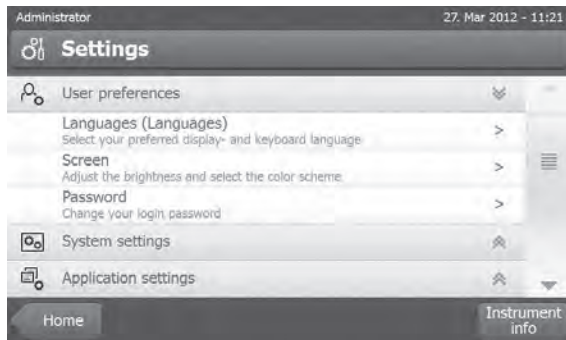 Administrator 27. Mar 2012 - 11:21
Settings
User preferences
Languages (Languages)
Select your preferred display- and keyboard language
Screen
Adjust the brightness and select the color scheme
Password
Change your login password
System settings
Application settings
Home
Instrument
info